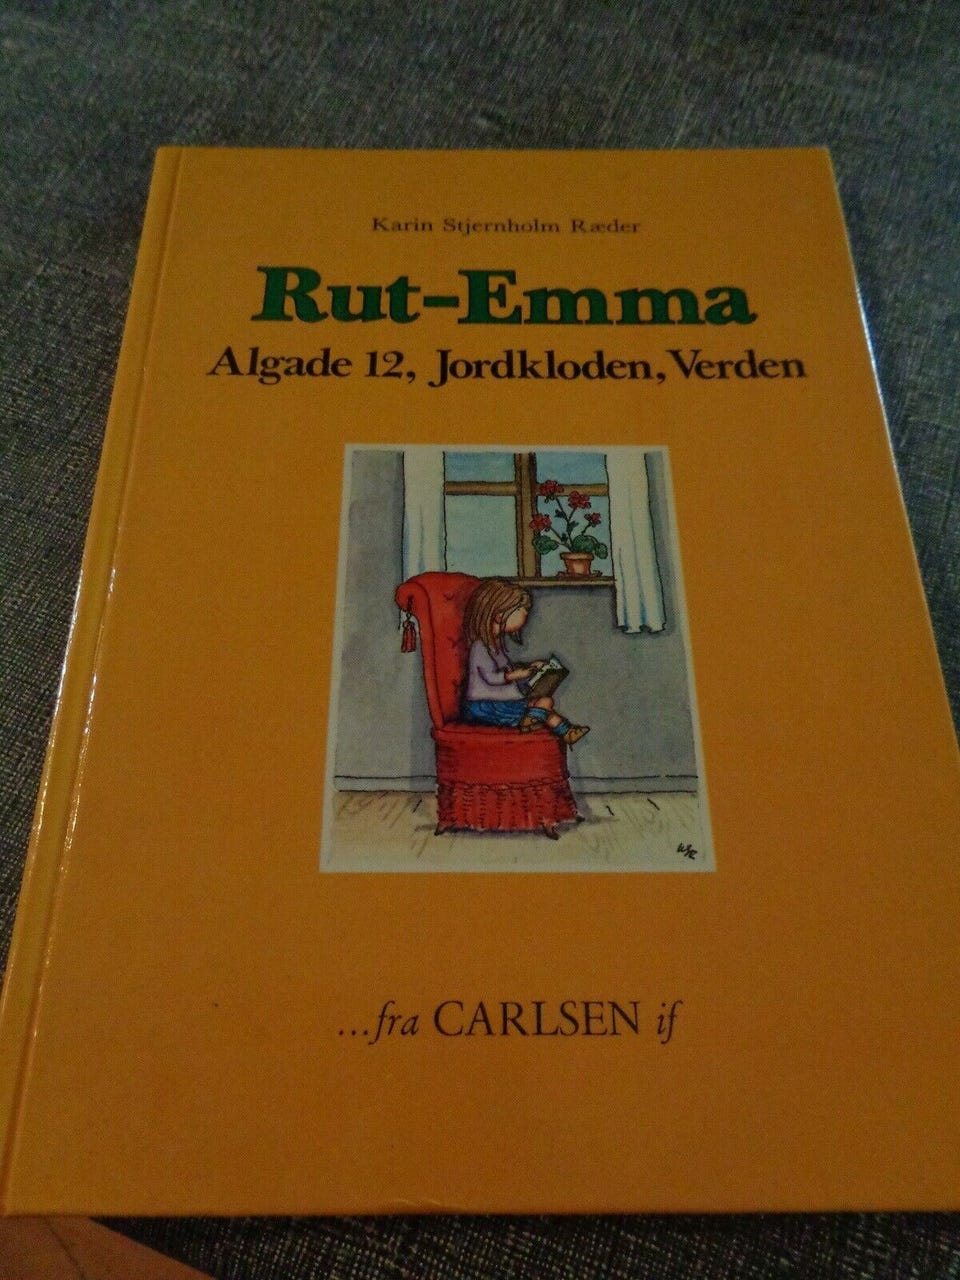 Karin Stjernholm Ræder
Rut-Emma
Algade 12, Jordkloden, Verden
...fra CARLSEN if